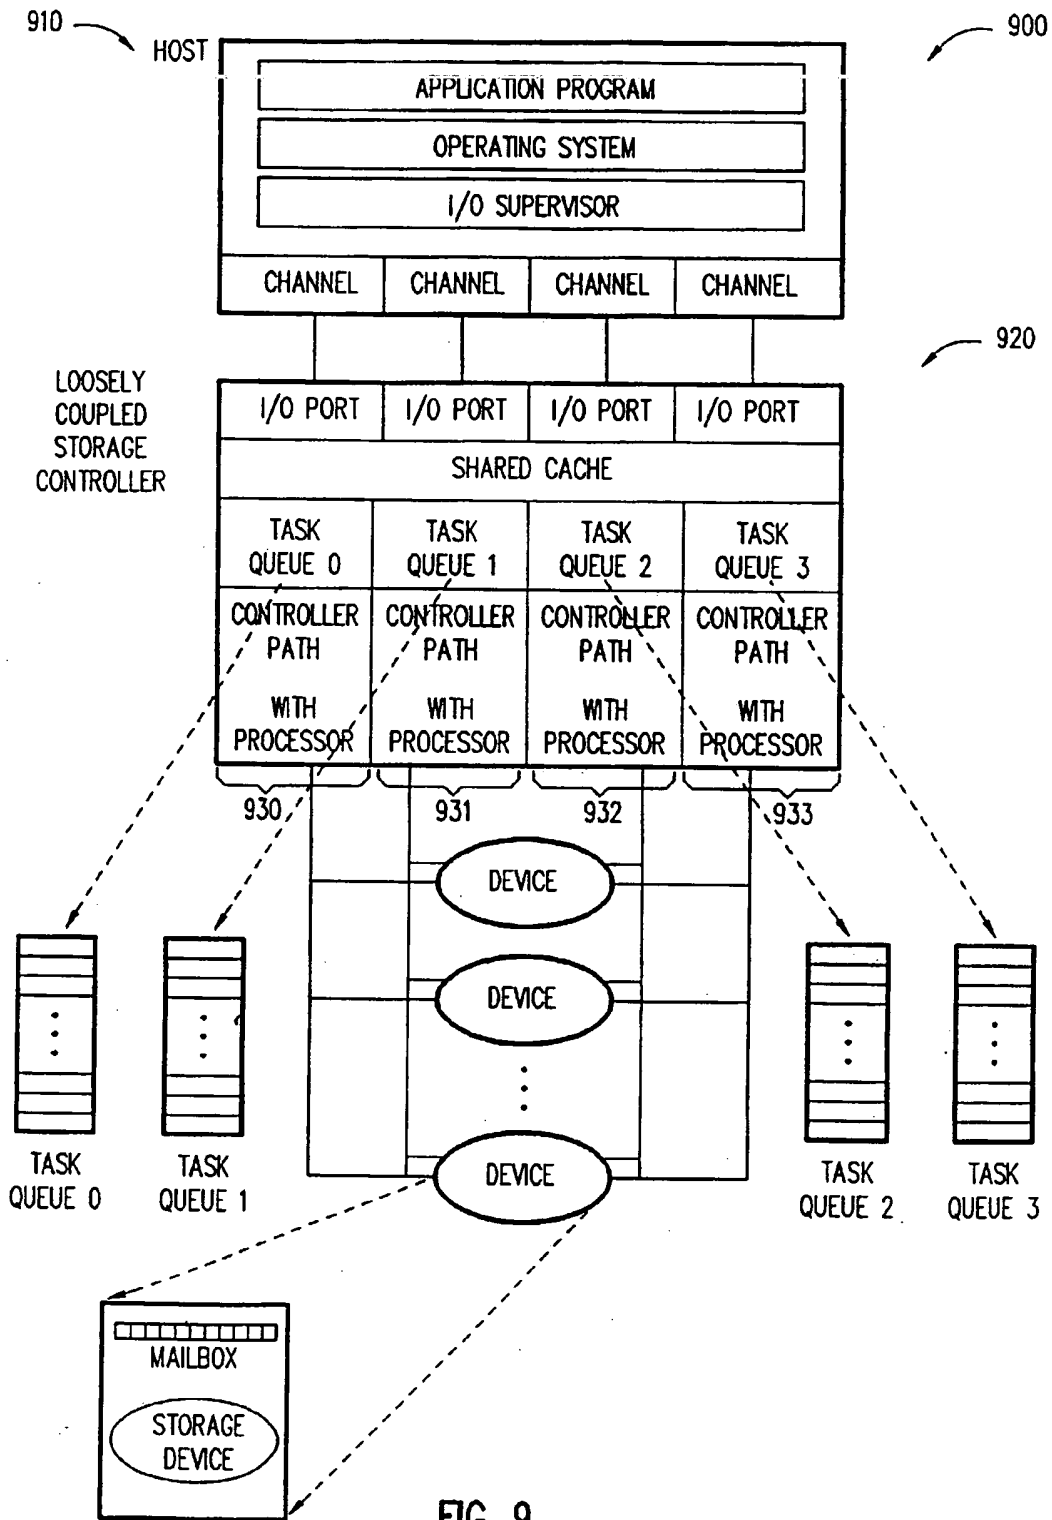 910
HOST
900
APPLICATION PROGRAM
OPERATING SYSTEM
I/O SUPERVISOR
CHANNEL CHANNEL CHANNEL CHANNEL
920
LOOSELY
COUPLED
STORAGE
CONTROLLER
I/O PORT I/O PORT I/O PORT I/O PORT
SHARED CACHE
TASK QUEUE 0
TASK QUEUE 1
TASK QUEUE 2
TASK QUEUE 3
CONTROLLER PATH
WITH PROCESSOR
CONTROLLER PATH
WITH PROCESSOR
CONTROLLER PATH
WITH PROCESSOR
CONTROLLER PATH
WITH PROCESSOR
930 931 932 933
DEVICE
DEVICE
DEVICE
TASK
QUEUE 0
TASK
QUEUE 1
TASK
QUEUE 2
TASK
QUEUE 3
MAILBOX
STORAGE
DEVICE
FIG. 9